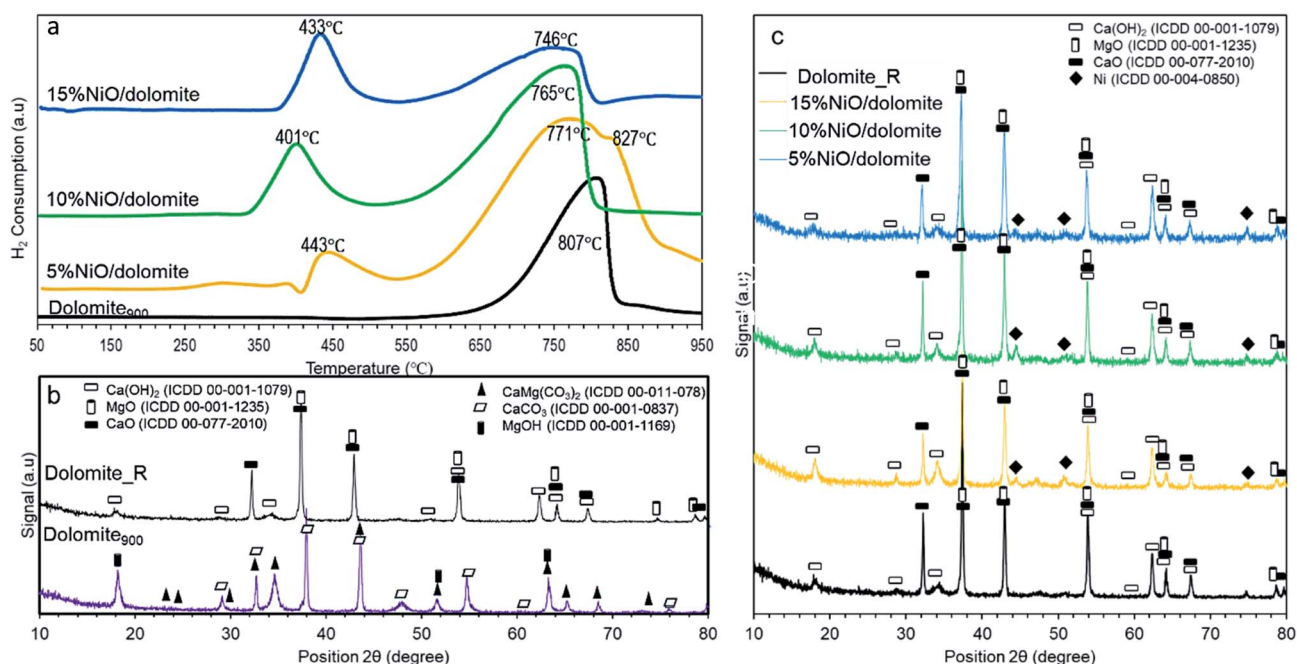 a
433°C
746°C
15%NiO/dolomite
765°C
401°C
771°C
827°C
10%NiO/dolomite
443°C
807°C
5%NiO/dolomite
Dolomite₉₀₀
H₂ Consumption (a.u)
50 150 250 350 450 550 650 750 850 950
Temperature (°C)
b
Ca(OH)₂ (ICDD 00-001-1079)
MgO (ICDD 00-001-1235)
CaO (ICDD 00-077-2010)
CaMg(CO₃)₂ (ICDD 00-011-078)
CaCO₃ (ICDD 00-001-0837)
MgOH (ICDD 00-001-1169)
Dolomite_R
Dolomite₉₀₀
Signal (a.u)
10 20 30 40 50 60 70 80
Position 2θ (degree)
c
Ca(OH)₂ (ICDD 00-001-1079)
MgO (ICDD 00-001-1235)
CaO (ICDD 00-077-2010)
Ni (ICDD 00-004-0850)
Dolomite_R
15%NiO/dolomite
10%NiO/dolomite
5%NiO/dolomite
Signal (a.u)
10 20 30 40 50 60 70 80
Position 2θ (degree)